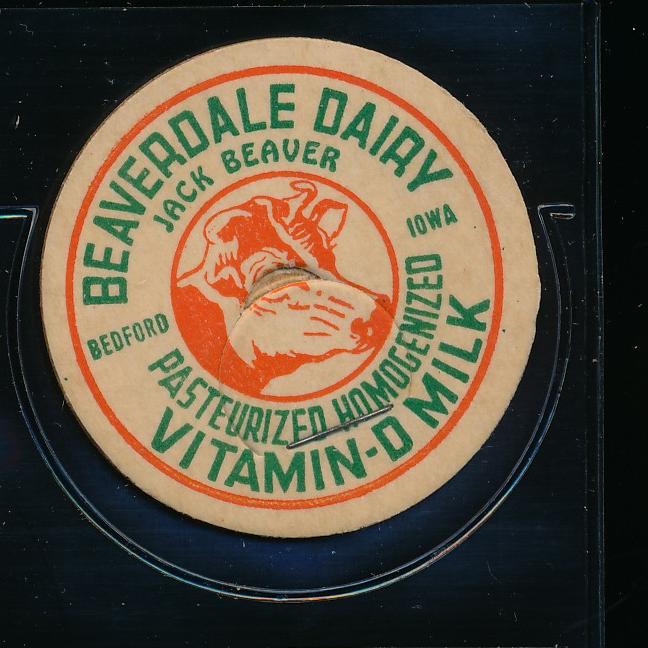 BEAVERDALE DAIRY
JACK BEAVER
BEDFORD
IOWA
PASTEURIZED HOMOGENIZED
VITAMIN-D MILK